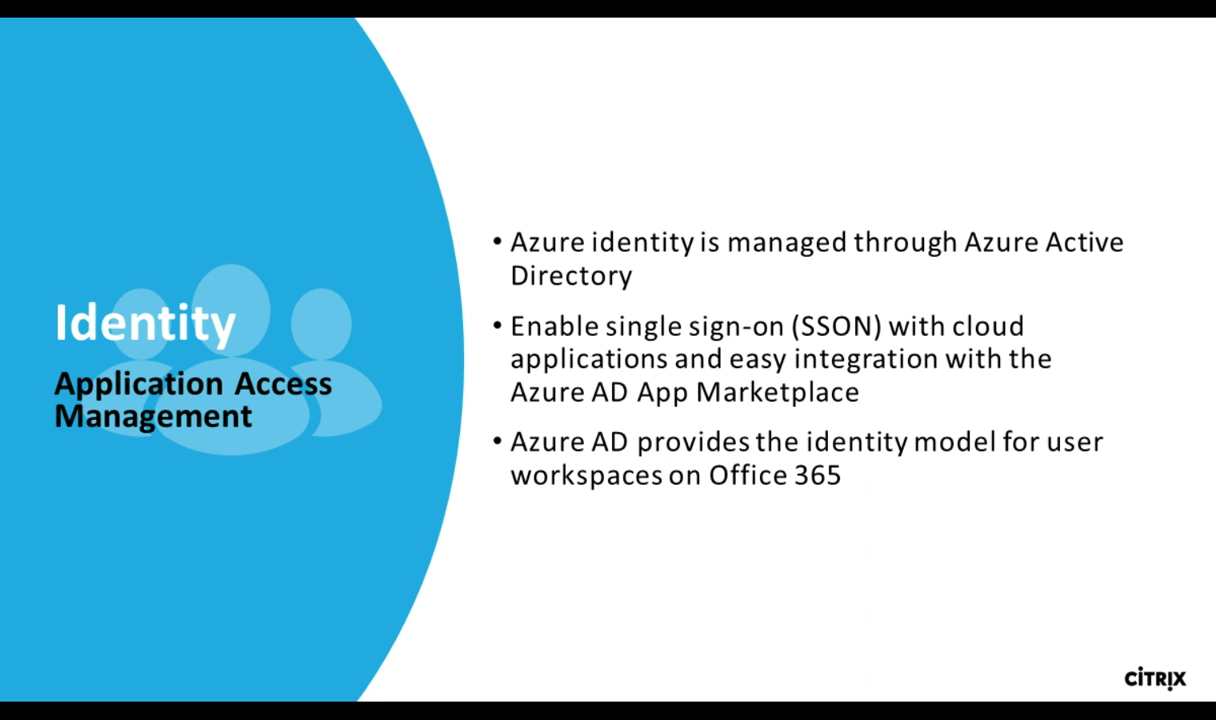 Identity
Application Access
Management
• Azure identity is managed through Azure Active
Directory
• Enable single sign-on (SSON) with cloud
applications and easy integration with the
Azure AD App Marketplace
• Azure AD provides the identity model for user
workspaces on Office 365
CİTRİX